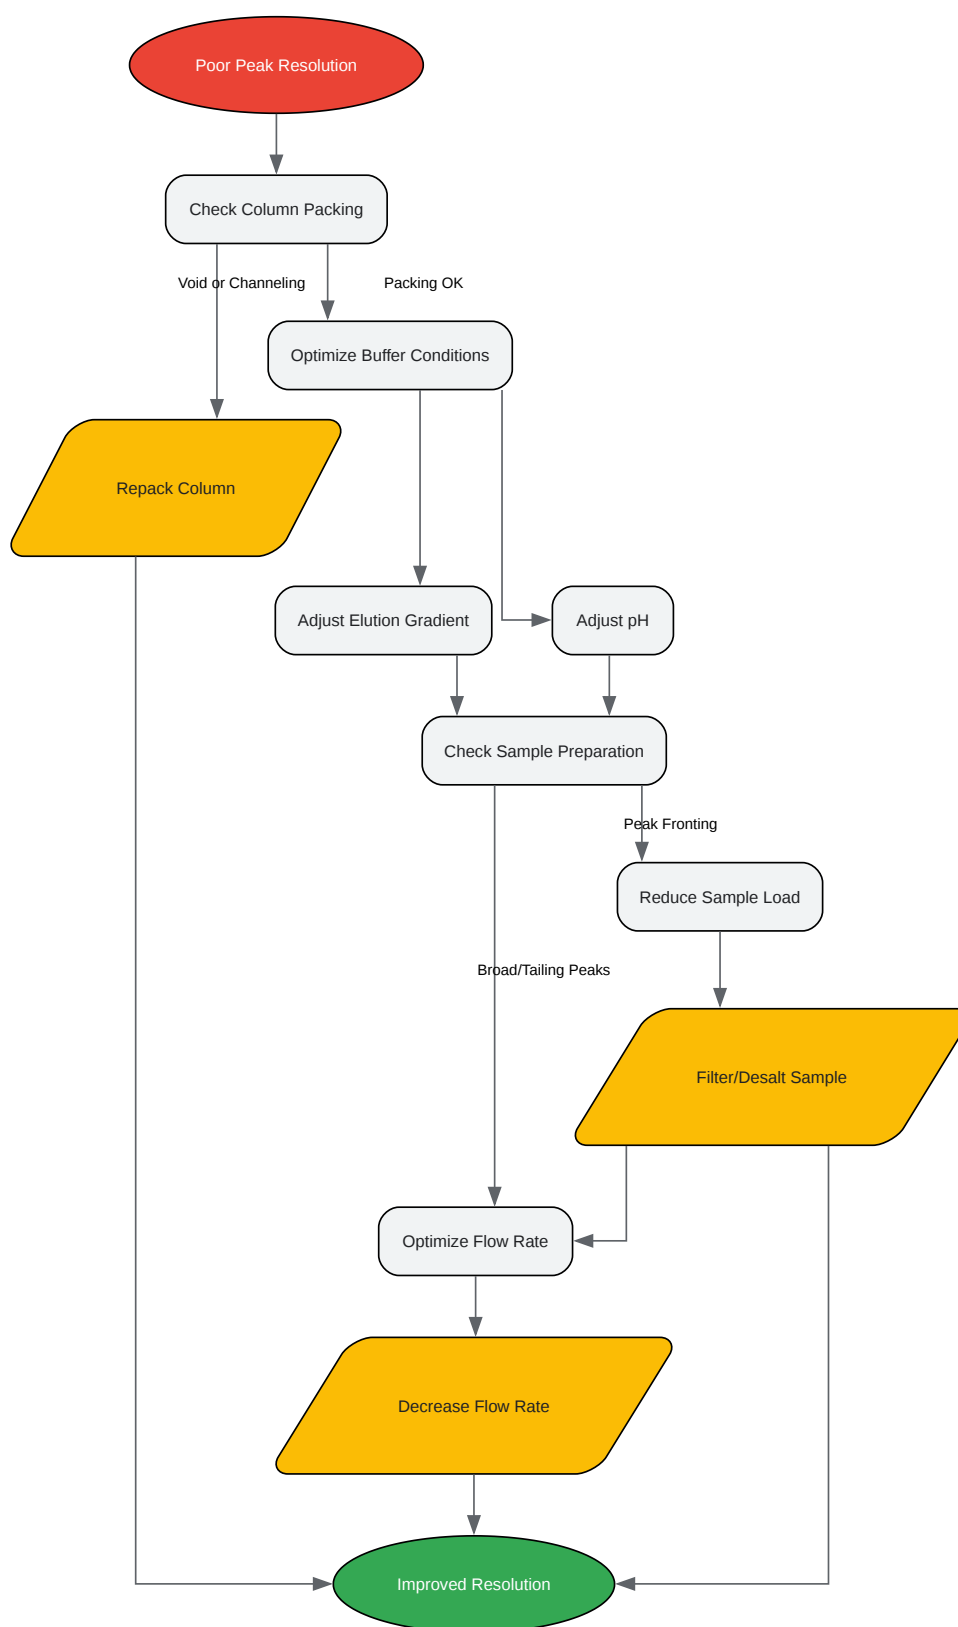 Poor Peak Resolution
Check Column Packing
Void or Channeling
Packing OK
Optimize Buffer Conditions
Repack Column
Adjust Elution Gradient
Adjust pH
Check Sample Preparation
Peak Fronting
Reduce Sample Load
Broad/Tailing Peaks
Filter/Desalt Sample
Optimize Flow Rate
Decrease Flow Rate
Improved Resolution